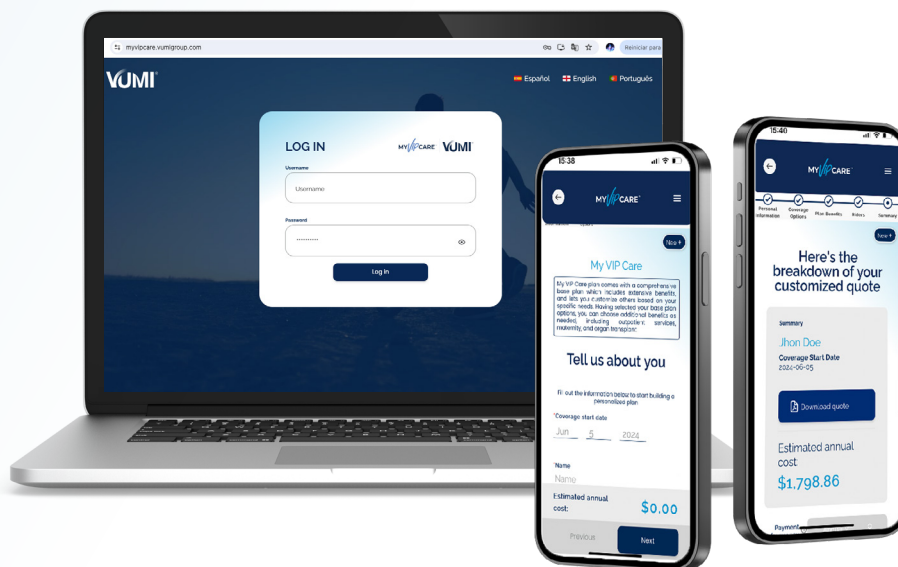 myvipcare.vumigroup.com
Reiniciar para
VUMI
Español English Português
LOG IN
MY VIP CARE VUMI
Username
Username
Password
Log in
15:38
MY VIP CARE
New +
My VIP Care
My VIP Care plan comes with a comprehensive
base plan which includes extensive benefits,
and lets you customize others based on your
specific needs. Having selected your base plan
options, you can choose additional benefits as
needed, including outpatient services,
maternity, and organ transplant
Tell us about you
Fill out the information below to start building a
personalized plan
*Coverage start date
Jun 5 2024
*Name
Name
Estimated annual
cost:
$0.00
Previous
Next
15:40
MY VIP CARE
Personal
Information
Coverage
Options
Plan Benefits
Riders
Summary
New +
Here's the
breakdown of your
customized quote
Summary
Jhon Doe
Coverage Start Date
2024-06-05
Download quote
Estimated annual
cost
$1,798.86
Payment